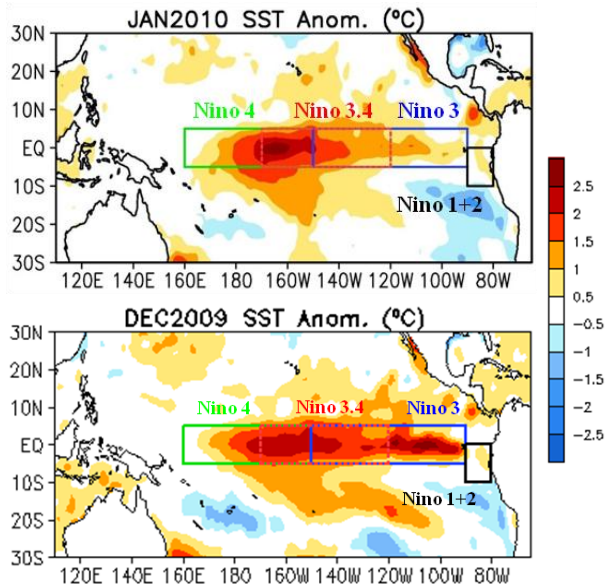 JAN2010 SST Anom. (°C)
30N
20N
10N
EQ
10S
20S
30S
Nino 4
Nino 3.4
Nino 3
Nino 1+2
120E 140E 160E 180 160W 140W 120W 100W 80W
DEC2009 SST Anom. (°C)
30N
20N
10N
EQ
10S
20S
30S
Nino 4
Nino 3.4
Nino 3
Nino 1+2
120E 140E 160E 180 160W 140W 120W 100W 80W
2.5
2
1.5
1
0.5
-0.5
-1
-1.5
-2
-2.5